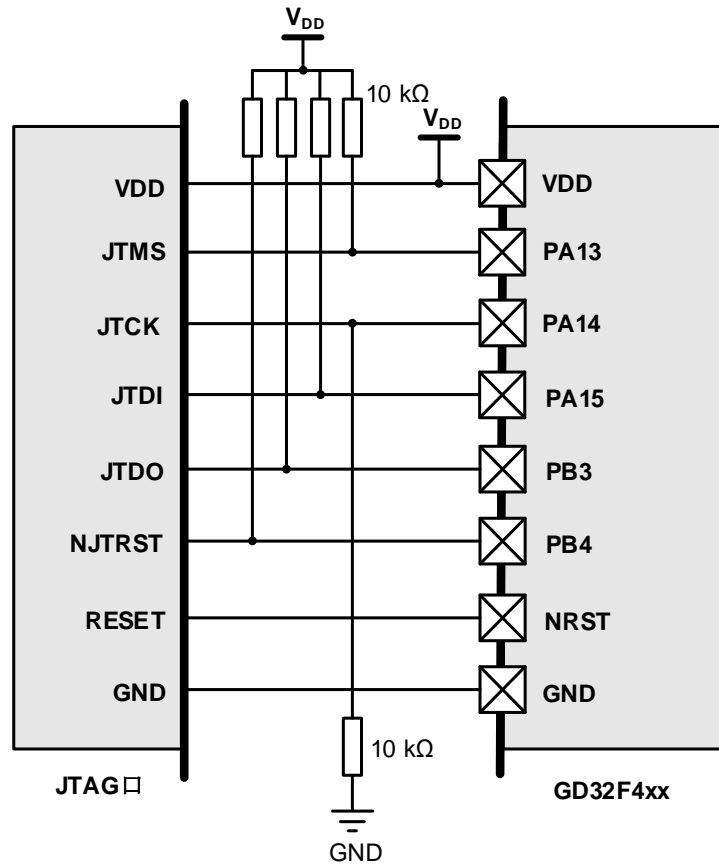 VDD
10 kΩ
VDD
VDD
VDD
JTMS
PA13
JTCK
PA14
JTDI
PA15
JTDO
PB3
NJTRST
PB4
RESET
NRST
GND
GND
10 kΩ
JTAG口
GD32F4xx
GND